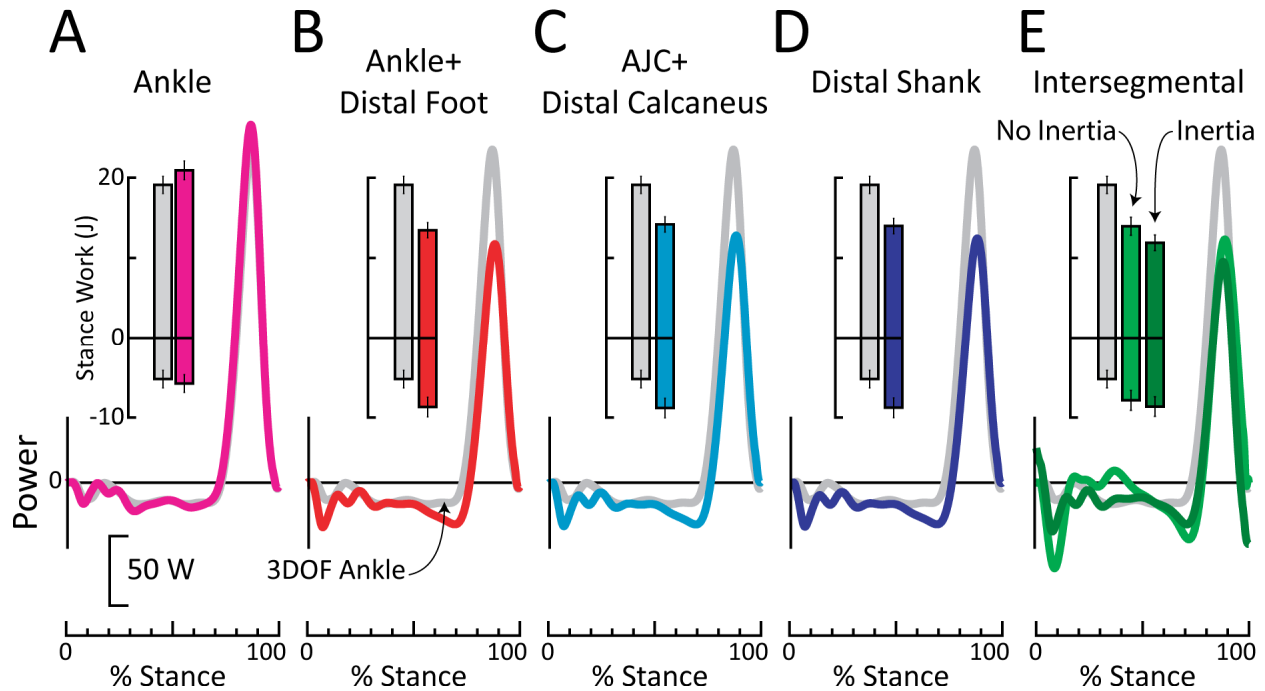 A
B
C
D
E
Ankle
Ankle+
Distal Foot
AJC+
Distal Calcaneus
Distal Shank
Intersegmental
No Inertia
Inertia
Stance Work (J)
20
0
-10
Power
0
50 W
3DOF Ankle
0
100
% Stance
0
100
% Stance
0
100
% Stance
0
100
% Stance
0
100
% Stance